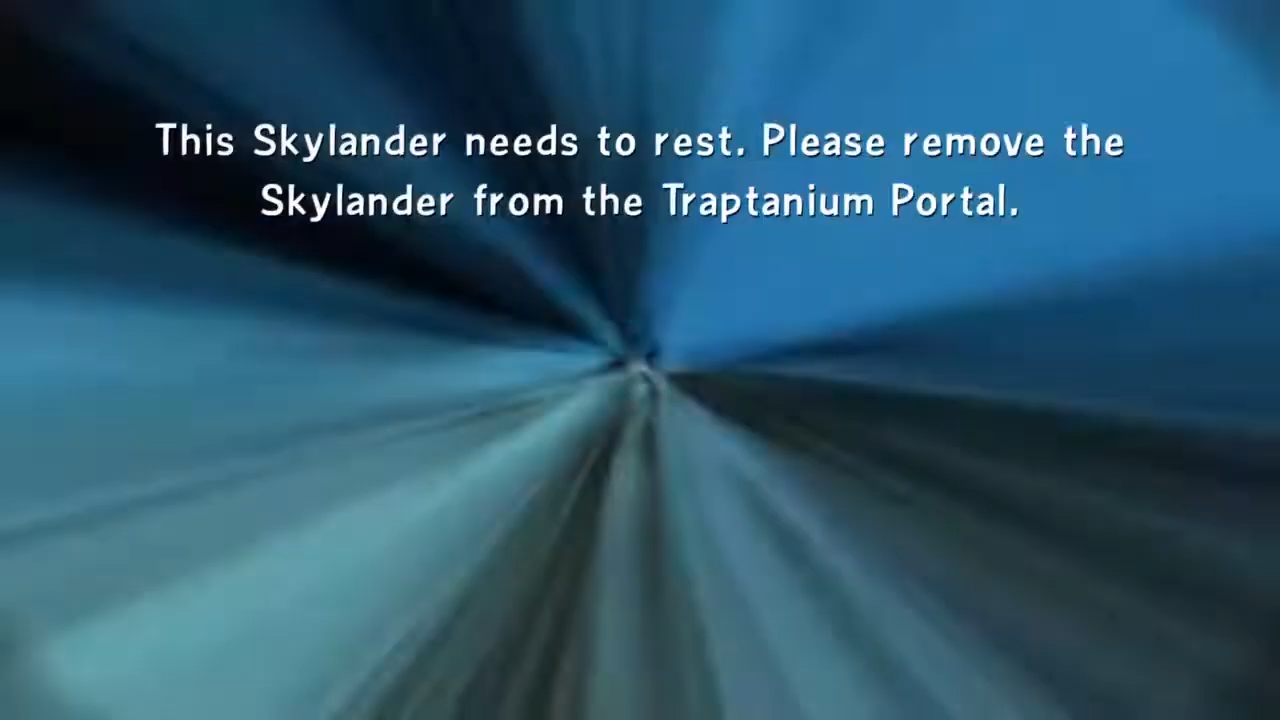 This Skylander needs to rest. Please remove the
Skylander from the Traptanium Portal.